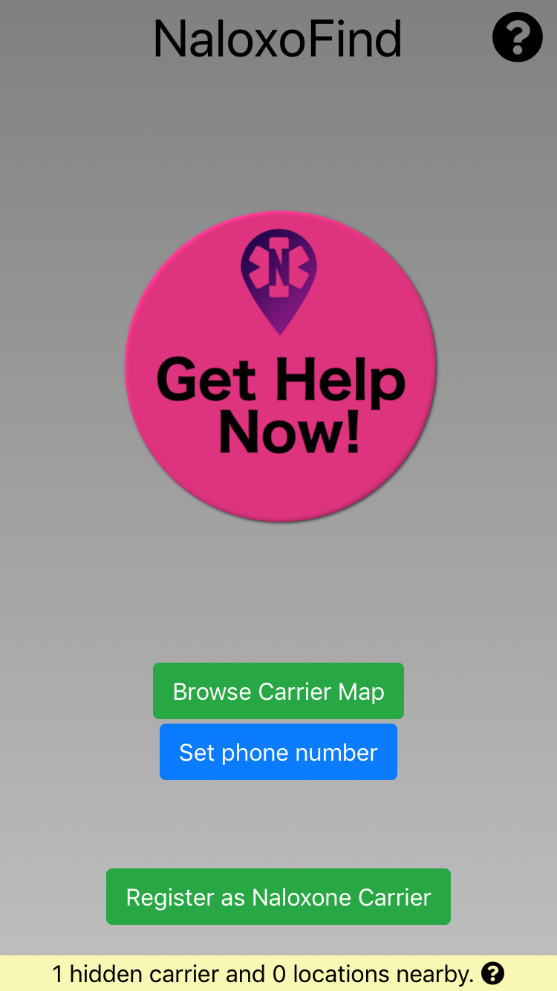 NaloxoFind
?
N
Get Help
Now!
Browse Carrier Map
Set phone number
Register as Naloxone Carrier
1 hidden carrier and 0 locations nearby. ?